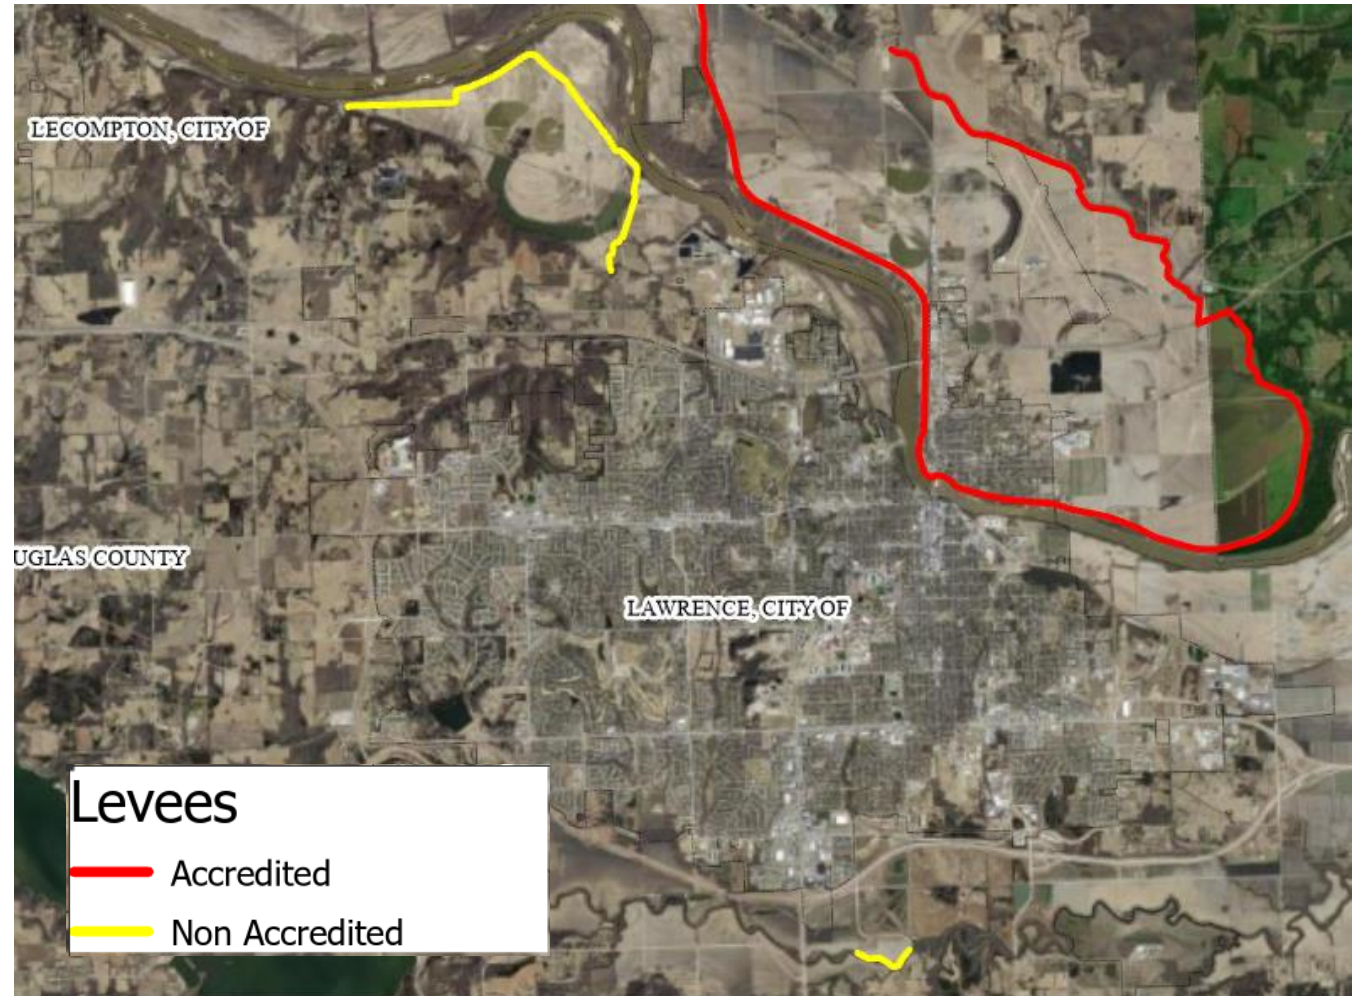 LECOMPTON, CITY OF
UGLAS COUNTY
LAWRENCE, CITY OF
Levees
Accredited
Non Accredited